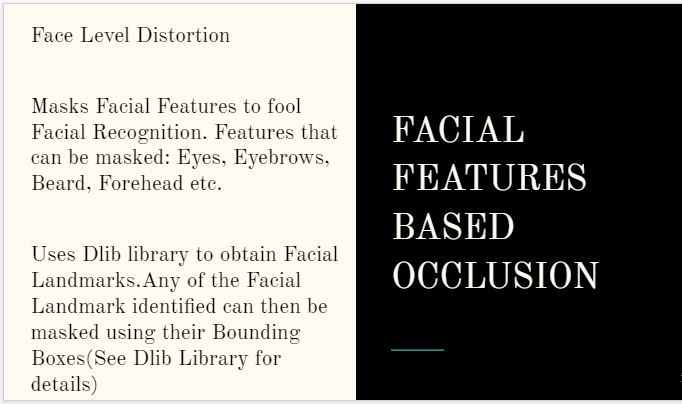 Face Level Distortion
Masks Facial Features to fool
Facial Recognition. Features that
can be masked: Eyes, Eyebrows,
Beard, Forehead etc.
Uses Dlib library to obtain Facial
Landmarks.Any of the Facial
Landmark identified can then be
masked using their Bounding
Boxes(See Dlib Library for
details)
FACIAL
FEATURES
BASED
OCCLUSION